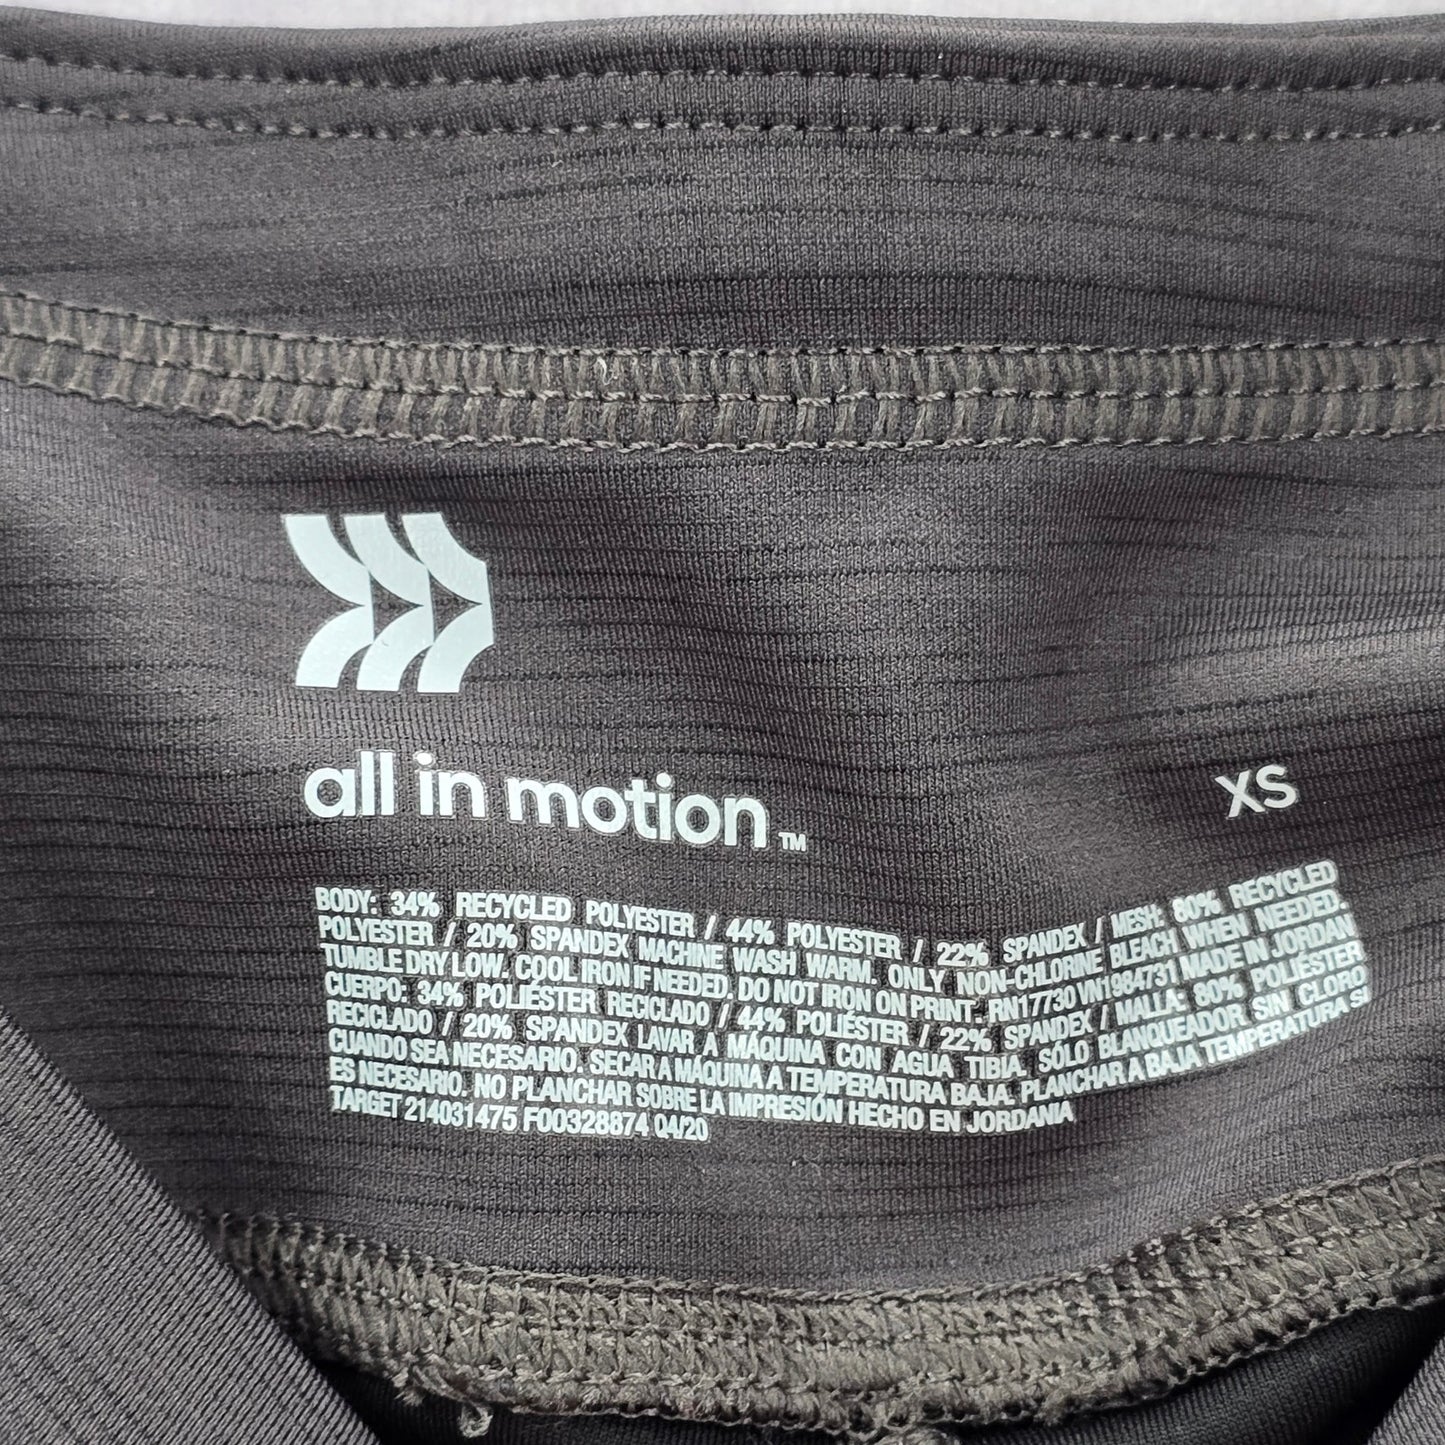 all in motion™
XS
BODY: 34% RECYCLED POLYESTER / 44% POLYESTER / 22% SPANDEX / MESH: 80% RECYCLED
POLYESTER / 20% SPANDEX MACHINE WASH WARM. ONLY NON-CHLORINE BLEACH WHEN NEEDED.
TUMBLE DRY LOW. COOL IRON IF NEEDED. DO NOT IRON ON PRINT. RN17730 VN1984731 MADE IN JORDAN
CUERPO: 34% POLIÉSTER RECICLADO / 44% POLIÉSTER / 22% SPANDEX / MALLA: 80% POLIÉSTER
RECICLADO / 20% SPANDEX LAVAR A MÁQUINA CON AGUA TIBIA. SÓLO BLANQUEADOR SIN CLORO
CUANDO SEA NECESARIO. SECAR A MÁQUINA A TEMPERATURA BAJA. PLANCHAR A BAJA TEMPERATURA SI
ES NECESARIO. NO PLANCHAR SOBRE LA IMPRESIÓN HECHO EN JORDANIA
TARGET 214031475 F00328874 Q4/20